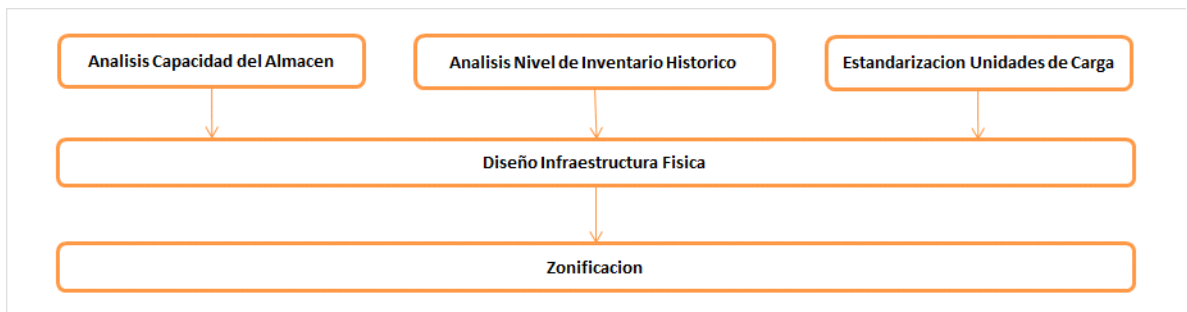 Analisis Capacidad del Almacen
Analisis Nivel de Inventario Historico
Estandarizacion Unidades de Carga
Diseño Infraestructura Fisica
Zonificacion